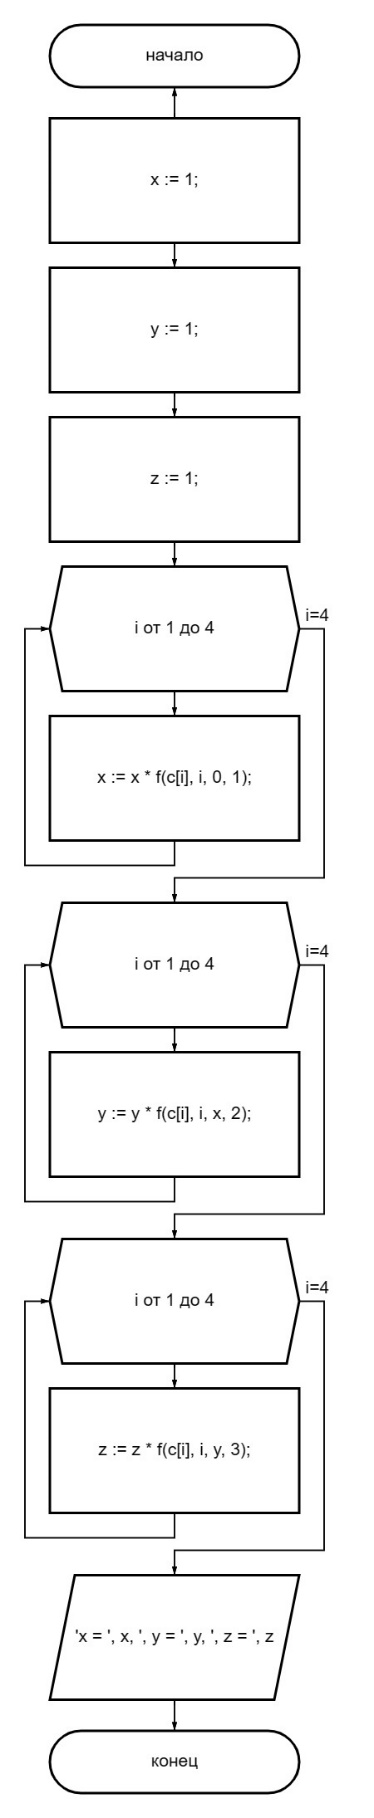 начало
x := 1;
y := 1;
z := 1;
i от 1 до 4
i=4
x := x * f(c[i], i, 0, 1);
i от 1 до 4
i=4
y := y * f(c[i], i, x, 2);
i от 1 до 4
i=4
z := z * f(c[i], i, y, 3);
'x = ', x, ', y = ', y, ', z = ', z
конец